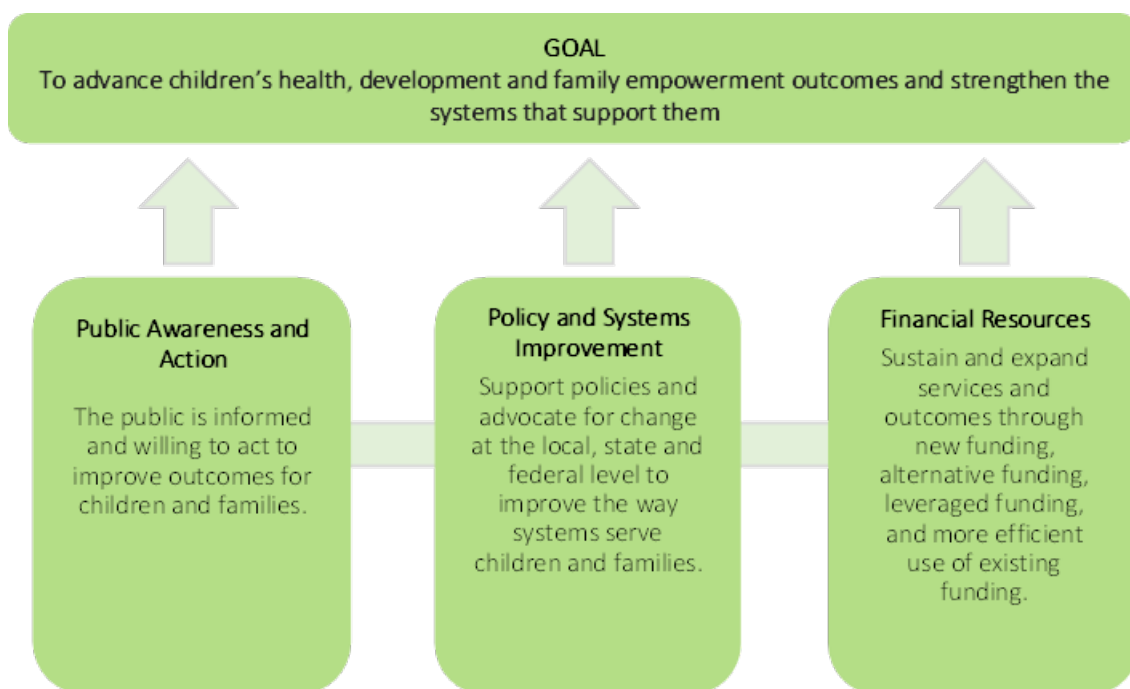 GOAL
To advance children's health, development and family empowerment outcomes and strengthen the
systems that support them
Public Awareness and
Action
The public is informed
and willing to act to
improve outcomes for
children and families.
Policy and Systems
Improvement
Support policies and
advocate for change
at the local, state and
federal level to
improve the way
systems serve
children and families.
Financial Resources
Sustain and expand
services and
outcomes through
new funding,
alternative funding,
leveraged funding,
and more efficient
use of existing
funding.